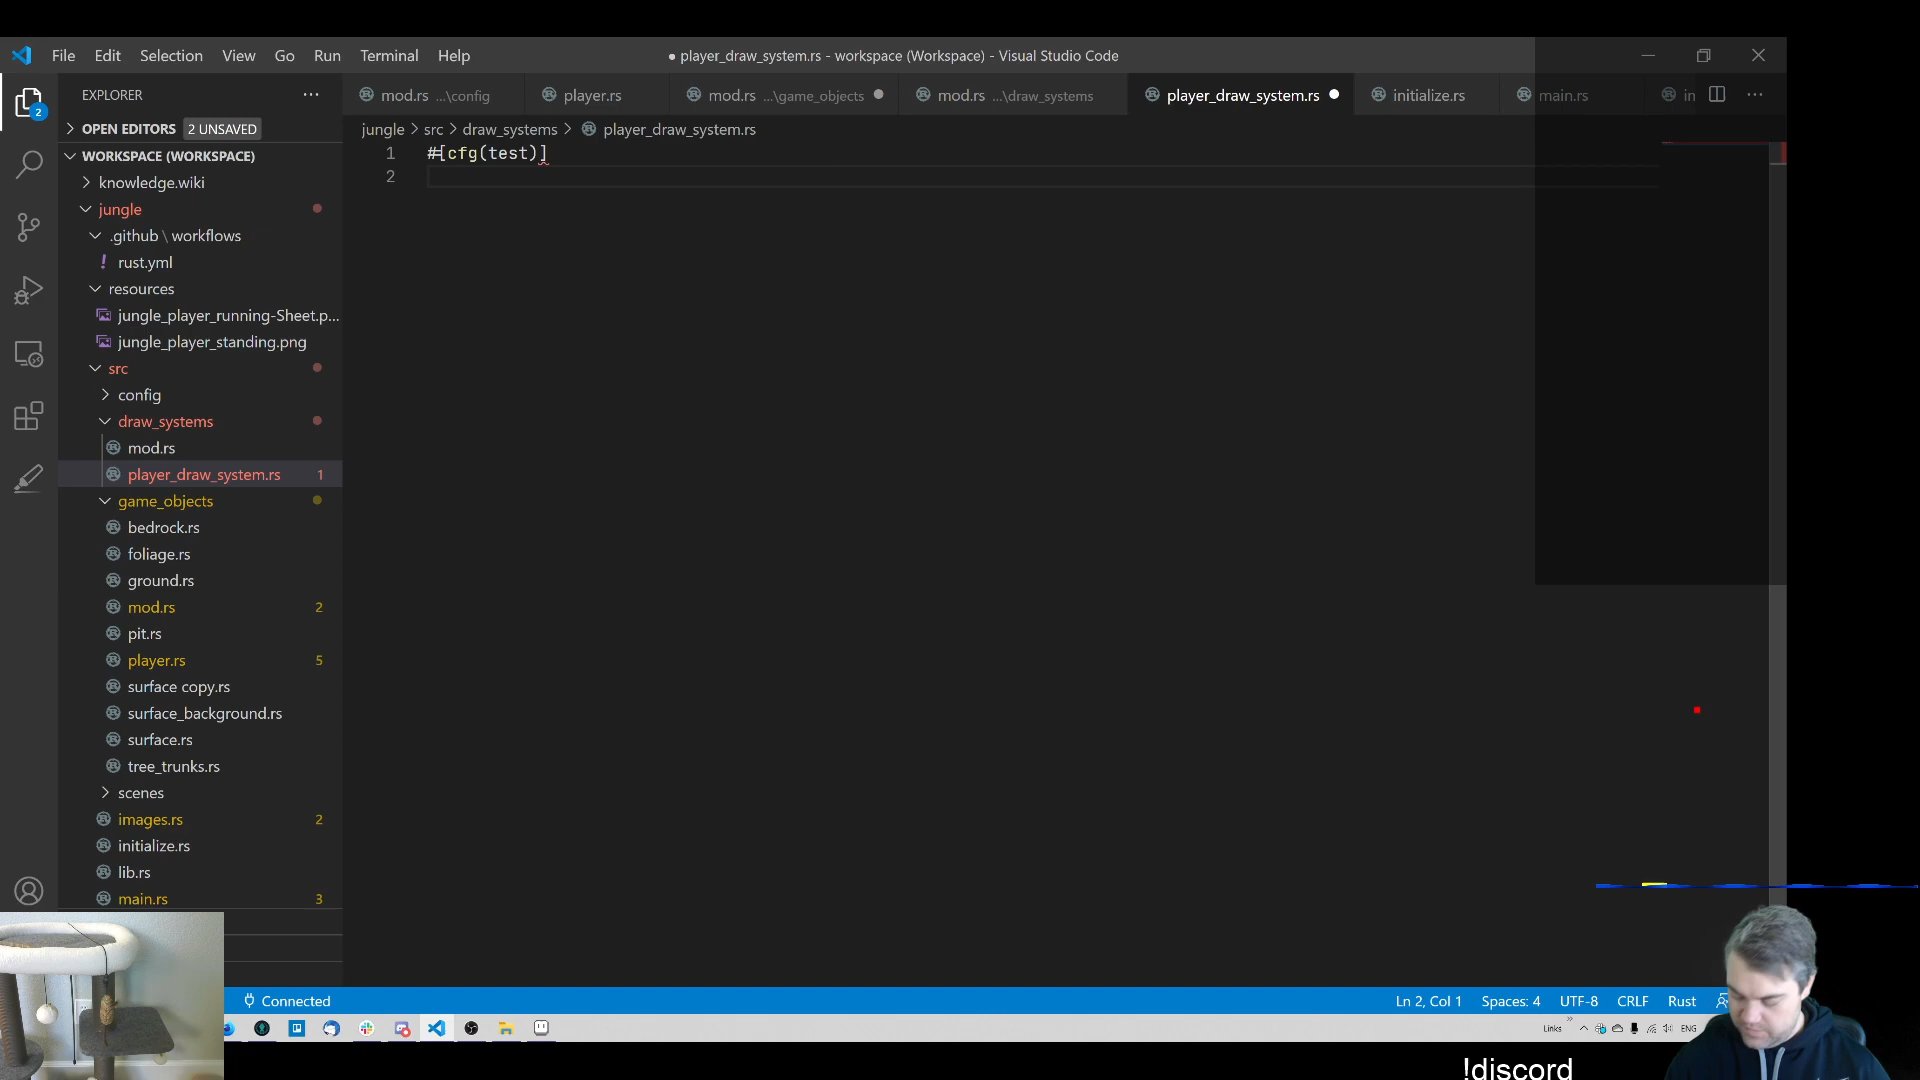 File Edit Selection View Go Run Terminal Help
● player_draw_system.rs - workspace (Workspace) - Visual Studio Code
EXPLORER
mod.rs ...\config
player.rs
mod.rs ...\game_objects
mod.rs ...\draw_systems
player_draw_system.rs
initialize.rs
main.rs
in
OPEN EDITORS 2 UNSAVED
jungle > src > draw_systems > player_draw_system.rs
1 #[cfg(test)]
2
WORKSPACE (WORKSPACE)
knowledge.wiki
jungle
.github \ workflows
rust.yml
resources
jungle_player_running-Sheet.p...
jungle_player_standing.png
src
config
draw_systems
mod.rs
player_draw_system.rs 1
game_objects
bedrock.rs
foliage.rs
ground.rs
mod.rs 2
pit.rs
player.rs 5
surface copy.rs
surface_background.rs
surface.rs
tree_trunks.rs
scenes
images.rs 2
initialize.rs
lib.rs
main.rs 3
2
Connected
Ln 2, Col 1 Spaces: 4 UTF-8 CRLF Rust
Links » ENG
!discord